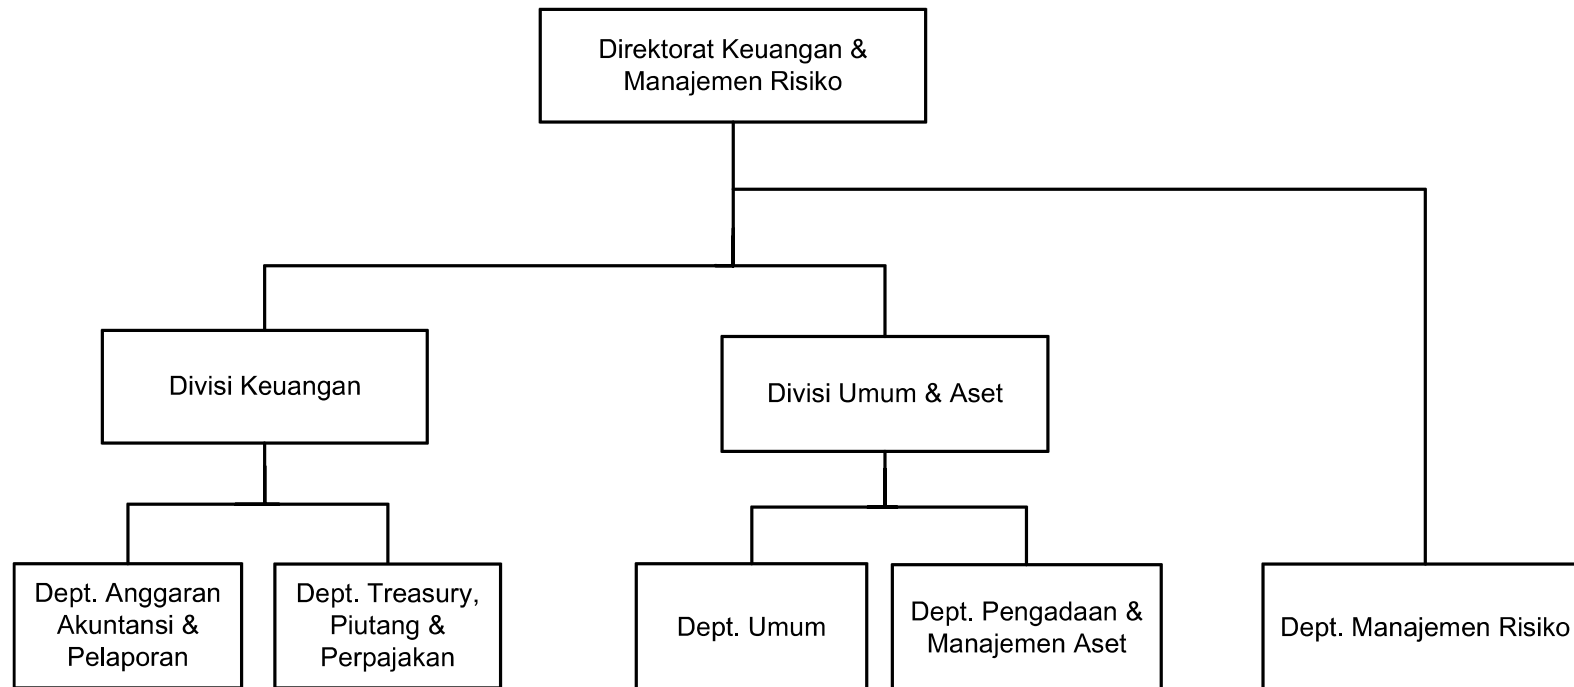 Direktorat Keuangan &
Manajemen Risiko
Divisi Keuangan
Divisi Umum & Aset
Dept. Anggaran
Akuntansi &
Pelaporan
Dept. Treasury,
Piutang &
Perpajakan
Dept. Umum
Dept. Pengadaan &
Manajemen Aset
Dept. Manajemen Risiko